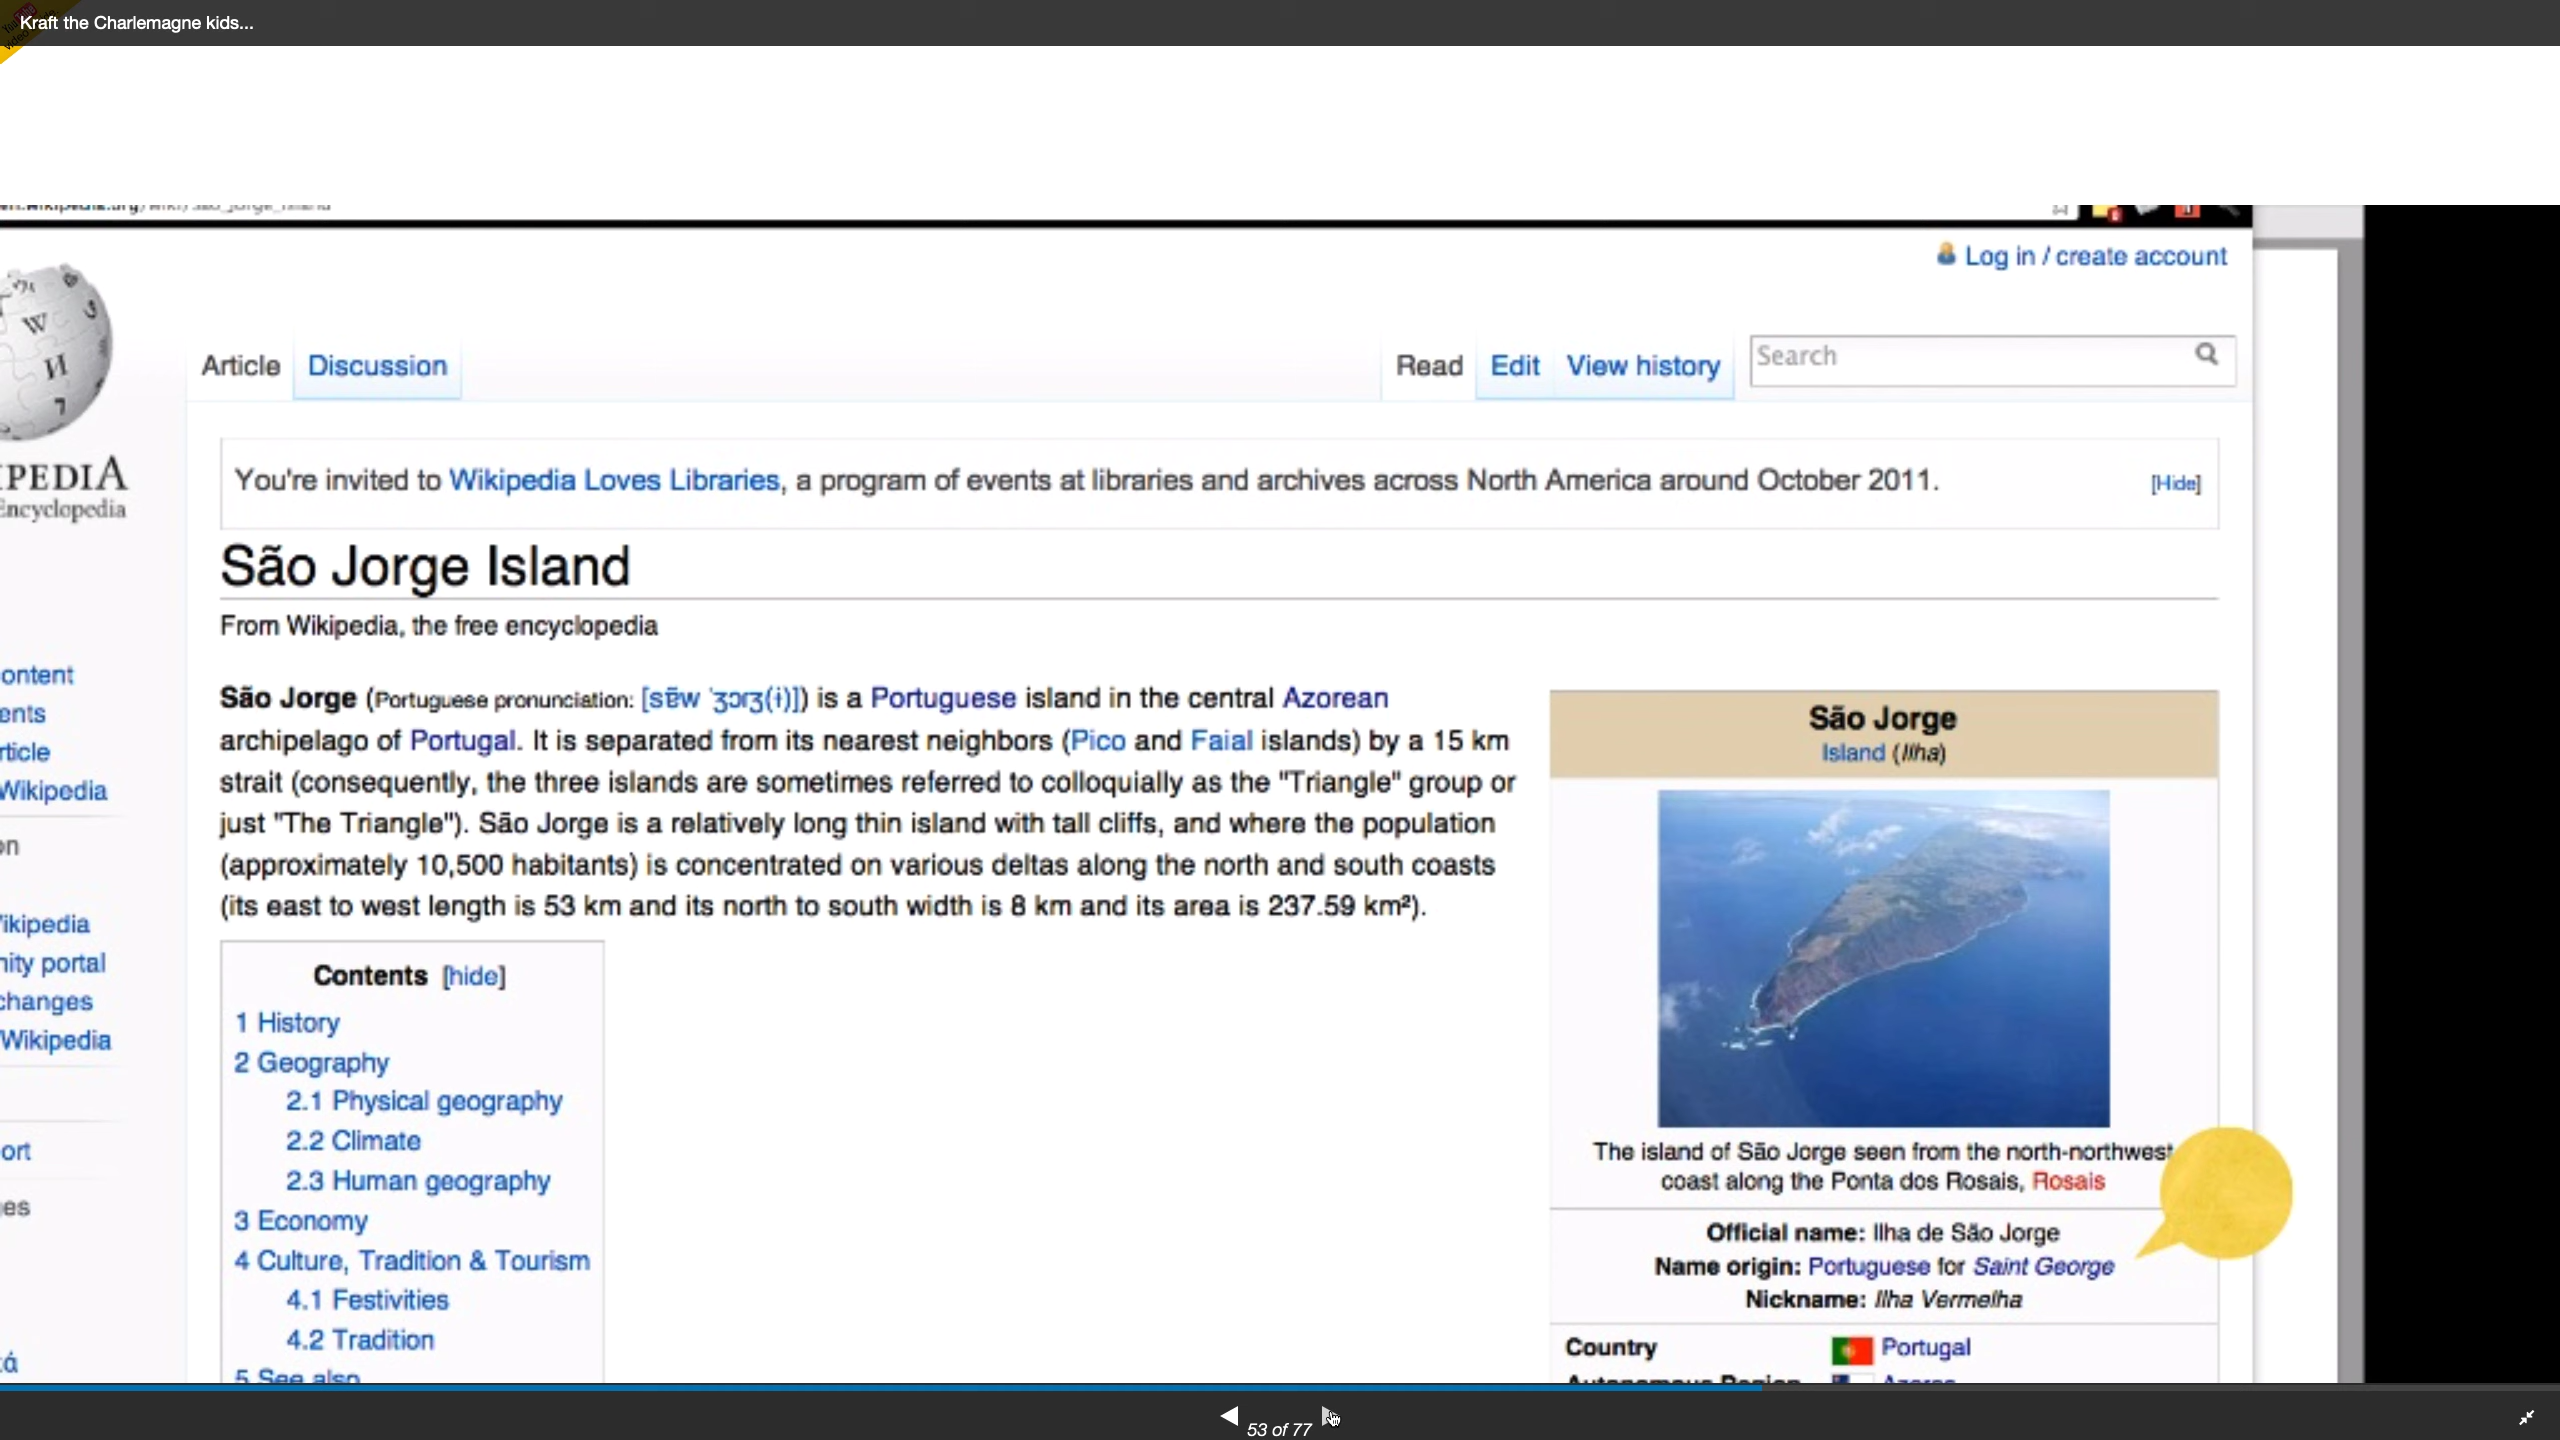 Kraft the Charlemagne kids...
Log in / create account
Article Discussion Read Edit View history Search
You're invited to Wikipedia Loves Libraries, a program of events at libraries and archives across North America around October 2011. [Hide]
IPEDIA
Encyclopedia
São Jorge Island
From Wikipedia, the free encyclopedia
São Jorge (Portuguese pronunciation: [sɐ̃w ˈʒɔɾʒ(ɨ)]) is a Portuguese island in the central Azorean
archipelago of Portugal. It is separated from its nearest neighbors (Pico and Faial islands) by a 15 km
strait (consequently, the three islands are sometimes referred to colloquially as the "Triangle" group or
just "The Triangle"). São Jorge is a relatively long thin island with tall cliffs, and where the population
(approximately 10,500 habitants) is concentrated on various deltas along the north and south coasts
(its east to west length is 53 km and its north to south width is 8 km and its area is 237.59 km²).
Contents [hide]
1 History
2 Geography
2.1 Physical geography
2.2 Climate
2.3 Human geography
3 Economy
4 Culture, Tradition & Tourism
4.1 Festivities
4.2 Tradition
5 See also
São Jorge
Island (Ilha)
The island of São Jorge seen from the north-northwest
coast along the Ponta dos Rosais, Rosais
Official name: Ilha de São Jorge
Name origin: Portuguese for Saint George
Nickname: Ilha Vermelha
Country Portugal
Autonomous Region Azores
ontent
ents
rticle
Wikipedia
on
ikipedia
nity portal
changes
Wikipedia
ort
es
tá
53 of 77